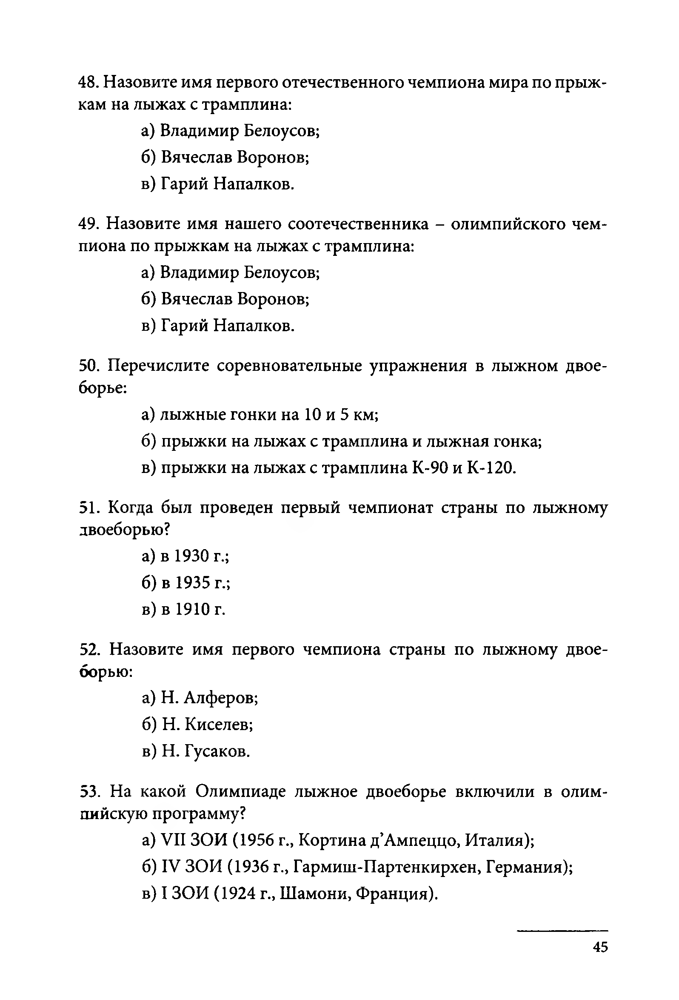 48. Назовите имя первого отечественного чемпиона мира по прыж-
кам на лыжах с трамплина:
а) Владимир Белоусов;
б) Вячеслав Воронов;
в) Гарий Напалков.
49. Назовите имя нашего соотечественника – олимпийского чем-
пиона по прыжкам на лыжах с трамплина:
а) Владимир Белоусов;
б) Вячеслав Воронов;
в) Гарий Напалков.
50. Перечислите соревновательные упражнения в лыжном двое-
борье:
а) лыжные гонки на 10 и 5 км;
б) прыжки на лыжах с трамплина и лыжная гонка;
в) прыжки на лыжах с трамплина К-90 и К-120.
51. Когда был проведен первый чемпионат страны по лыжному
двоеборью?
а) в 1930 г.;
б) в 1935 г.;
в) в 1910 г.
52. Назовите имя первого чемпиона страны по лыжному двое-
борью:
а) Н. Алферов;
б) Н. Киселев;
в) Н. Гусаков.
53. На какой Олимпиаде лыжное двоеборье включили в олим-
пийскую программу?
а) VII ЗОИ (1956 г., Кортина д’Ампеццо, Италия);
б) IV ЗОИ (1936 г., Гармиш-Партенкирхен, Германия);
в) I ЗОИ (1924 г., Шамони, Франция).
45